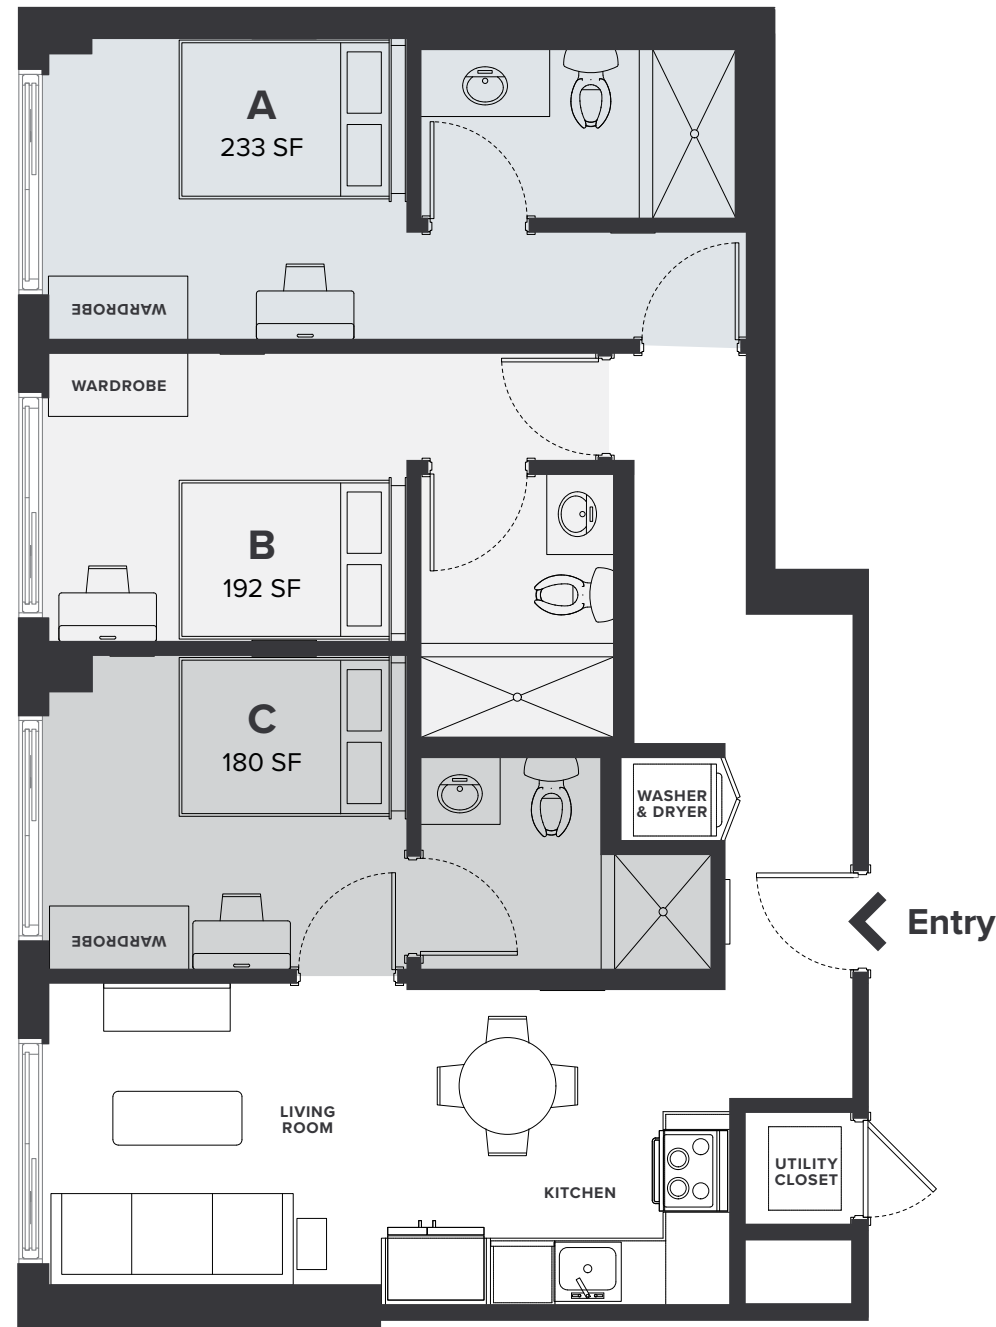 A
233 SF
WARDROBE
WARDROBE
B
192 SF
C
180 SF
WASHER
& DRYER
Entry
WARDROBE
LIVING
ROOM
KITCHEN
UTILITY
CLOSET